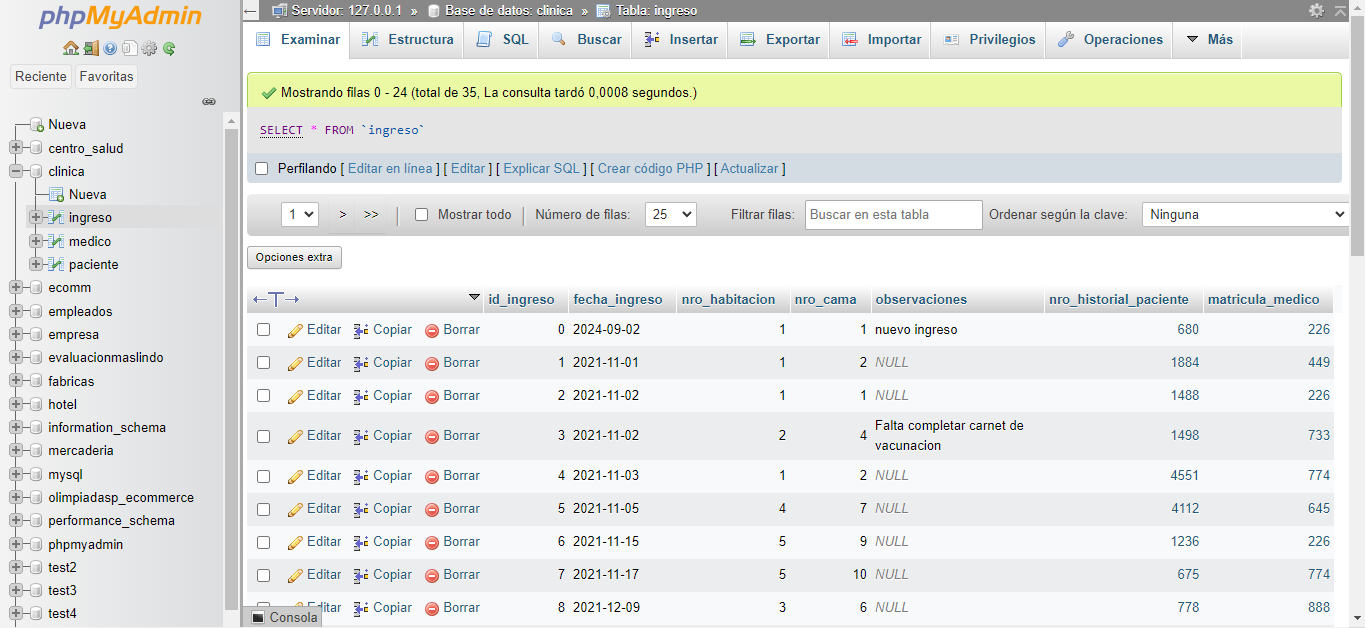 phpMyAdmin
Reciente Favoritas
Nueva
centro_salud
clinica
Nueva
ingreso
medico
paciente
ecomm
empleados
empresa
evaluacionmaslindo
fabricas
hotel
information_schema
mercaderia
mysql
olimpiadasp_ecommerce
performance_schema
phpmyadmin
test2
test3
test4
Servidor: 127.0.0.1 » Base de datos: clinica » Tabla: ingreso
Examinar Estructura SQL Buscar Insertar Exportar Importar Privilegios Operaciones Más
Mostrando filas 0 - 24 (total de 35, La consulta tardó 0,0008 segundos.)
SELECT * FROM `ingreso`
Perfilando [ Editar en línea ] [ Editar ] [ Explicar SQL ] [ Crear código PHP ] [ Actualizar ]
1 > >> Mostrar todo Número de filas: 25 Filtrar filas: Buscar en esta tabla Ordenar según la clave: Ninguna
Opciones extra
←T→ id_ingreso fecha_ingreso nro_habitacion nro_cama observaciones nro_historial_paciente matricula_medico
Editar Copiar Borrar 0 2024-09-02 1 1 nuevo ingreso 680 226
Editar Copiar Borrar 1 2021-11-01 1 2 NULL 1884 449
Editar Copiar Borrar 2 2021-11-02 1 1 NULL 1488 226
Editar Copiar Borrar 3 2021-11-02 2 4 Falta completar carnet de
vacunacion 1498 733
Editar Copiar Borrar 4 2021-11-03 1 2 NULL 4551 774
Editar Copiar Borrar 5 2021-11-05 4 7 NULL 4112 645
Editar Copiar Borrar 6 2021-11-15 5 9 NULL 1236 226
Editar Copiar Borrar 7 2021-11-17 5 10 NULL 675 774
Editar Copiar Borrar 8 2021-12-09 3 6 NULL 778 888
Consola